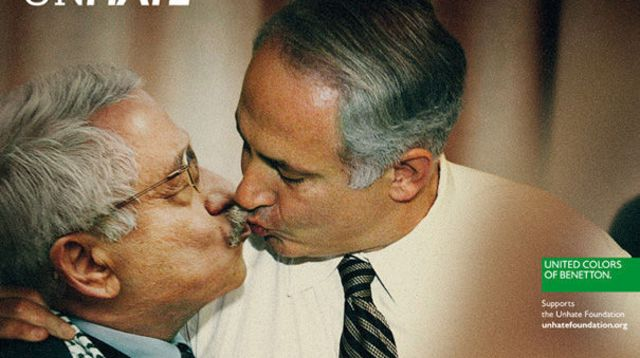 UNHATE
UNITED COLORS
OF BENETTON.
Supports
the Unhate Foundation
unhatefoundation.org